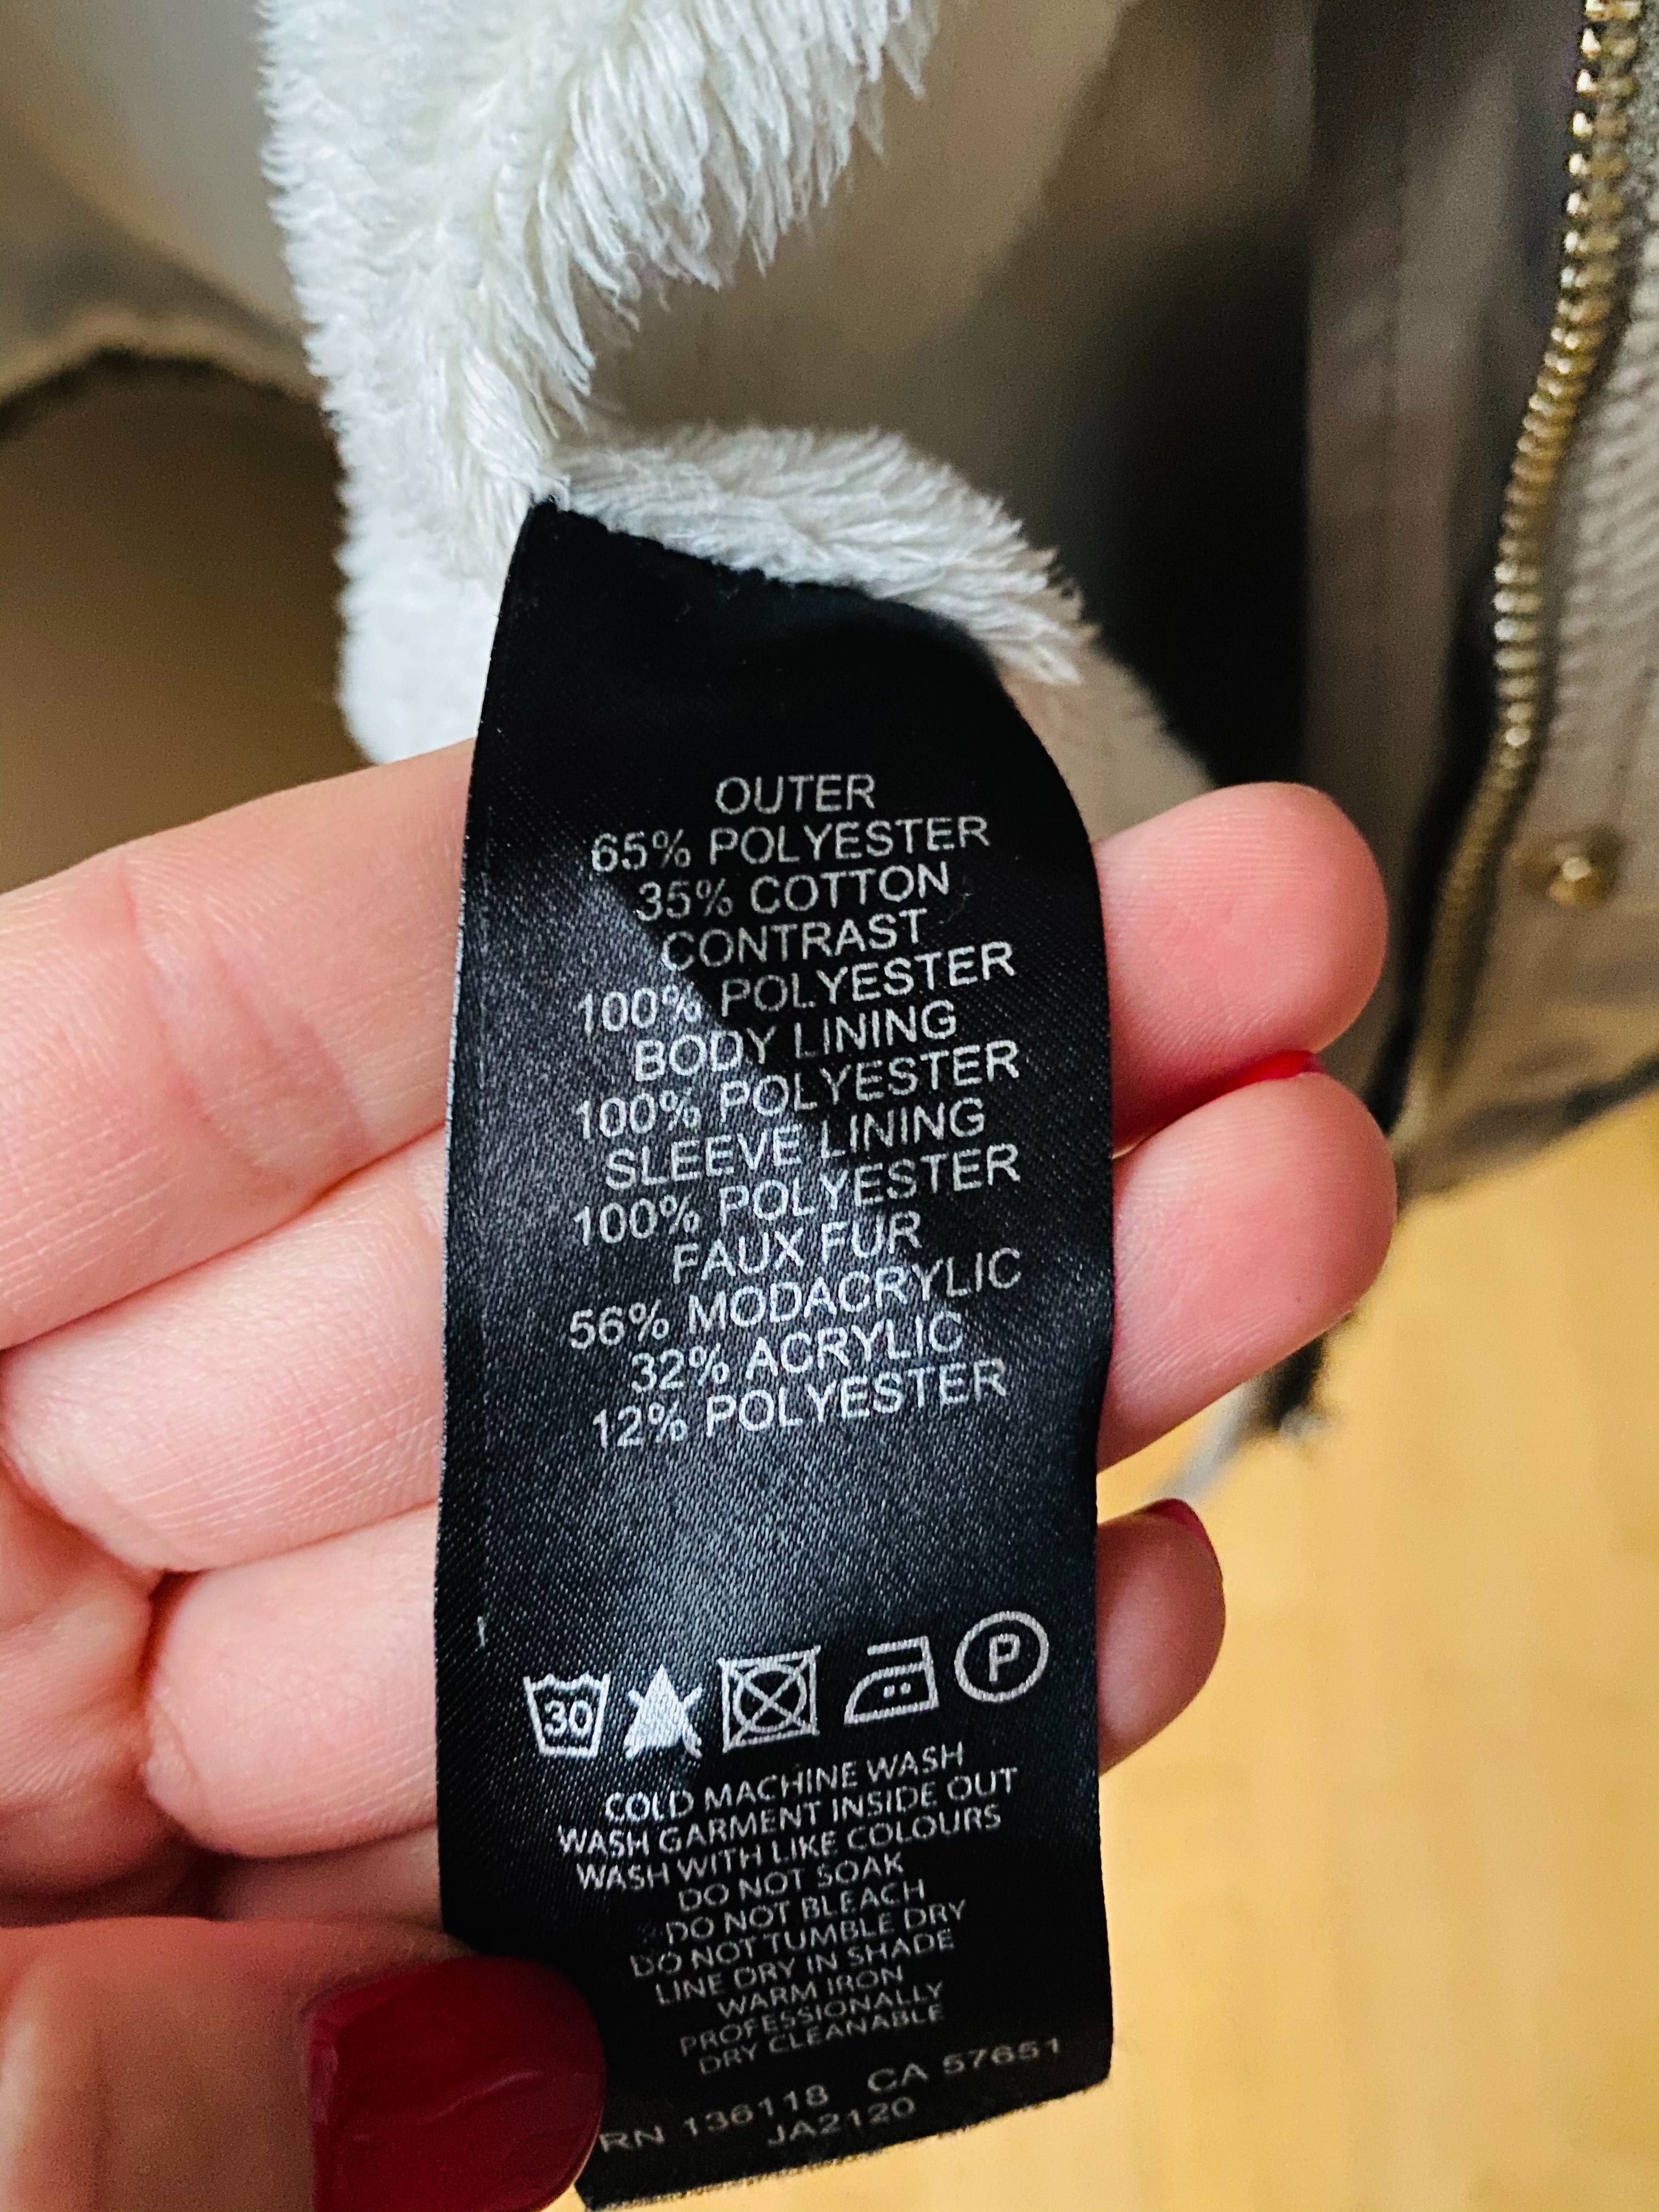 OUTER
65% POLYESTER
35% COTTON
CONTRAST
100% POLYESTER
BODY LINING
100% POLYESTER
SLEEVE LINING
100% POLYESTER
FAUX FUR
56% MODACRYLIC
32% ACRYLIC
12% POLYESTER
30 P
COLD MACHINE WASH
WASH GARMENT INSIDE OUT
WASH WITH LIKE COLOURS
DO NOT SOAK
DO NOT BLEACH
DO NOT TUMBLE DRY
LINE DRY IN SHADE
WARM IRON
PROFESSIONALLY
DRY CLEANABLE
RN 136118 CA 57651
JA2120